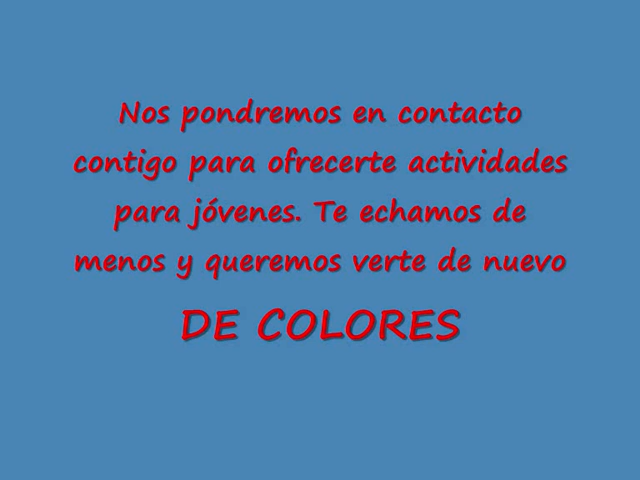 Nos pondremos en contacto
contigo para ofrecerte actividades
para jóvenes. Te echamos de
menos y queremos verte de nuevo
DE COLORES